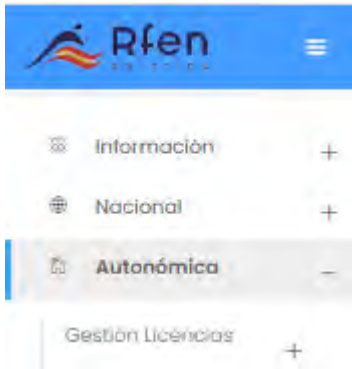 Rfen
Información
Nacional
Autonómica
Gestión Licencias